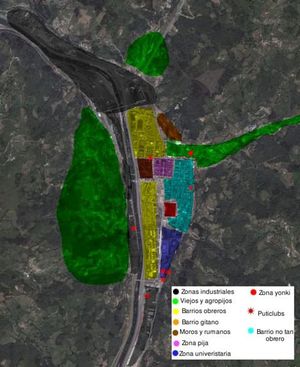 Zonas industriales
Viejos y agropijos
Barrios obreros
Barrio gitano
Moros y rumanos
Zona pija
Zona univeristaria
Zona yonki
Puticlubs
Barrio no tan
obrero